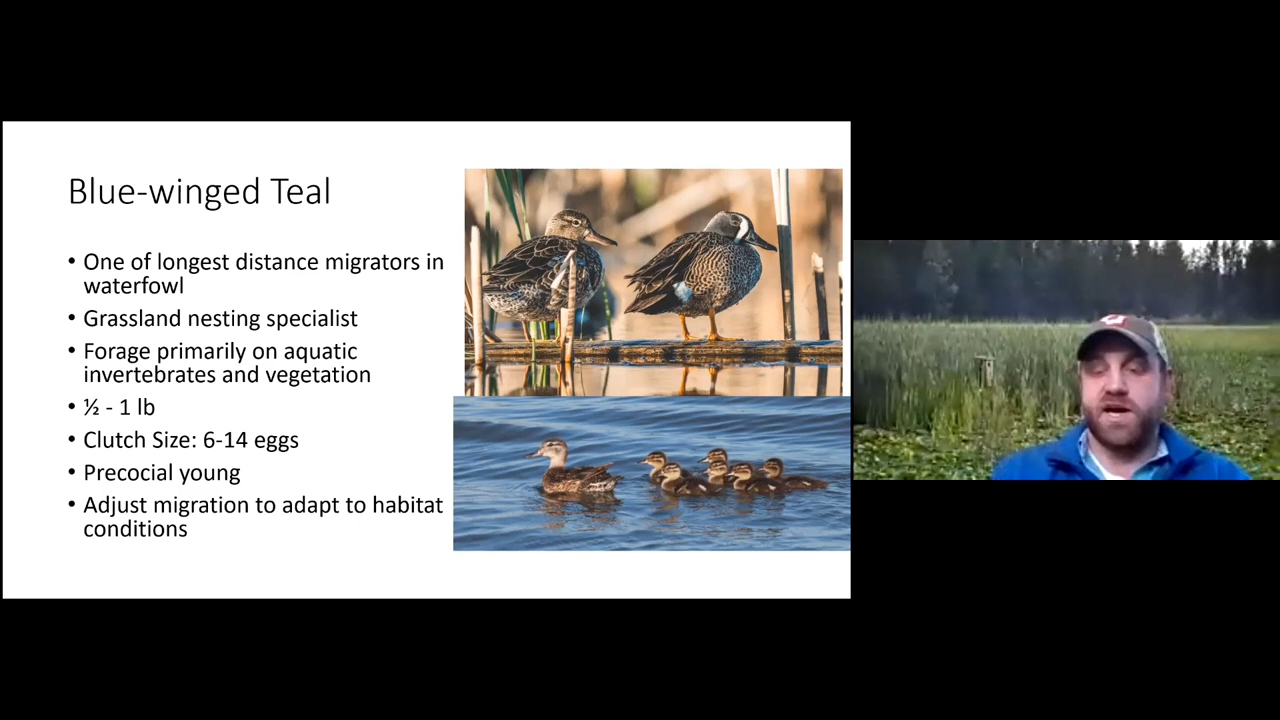 Blue-winged Teal
• One of longest distance migrators in
waterfowl
• Grassland nesting specialist
• Forage primarily on aquatic
invertebrates and vegetation
• ½ - 1 lb
• Clutch Size: 6-14 eggs
• Precocial young
• Adjust migration to adapt to habitat
conditions